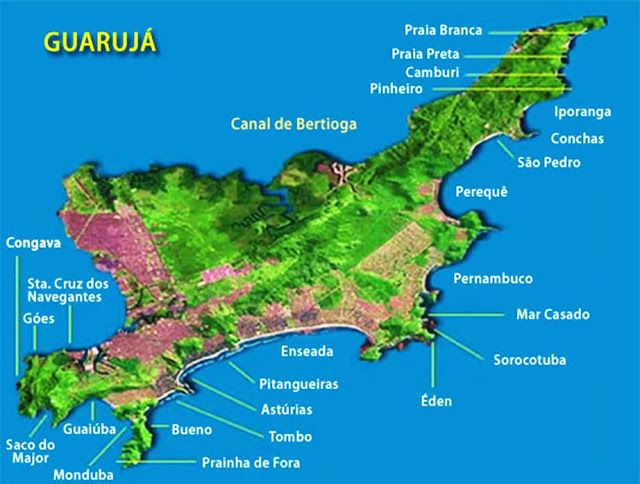 GUARUJÁ
Praia Branca
Praia Preta
Camburi
Pinheiro
Iporanga
Canal de Bertioga
Conchas
São Pedro
Perequê
Congava
Pernambuco
Sta. Cruz dos
Navegantes
Góes
Mar Casado
Enseada
Sorocotuba
Pitangueiras
Éden
Astúrias
Guaiúba
Bueno
Tombo
Saco do
Major
Monduba
Prainha de Fora